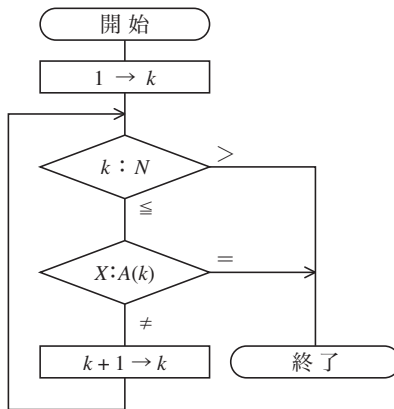 開始
1 → k
k : N
>
≦
X:A(k)
=
≠
k + 1 → k
終了